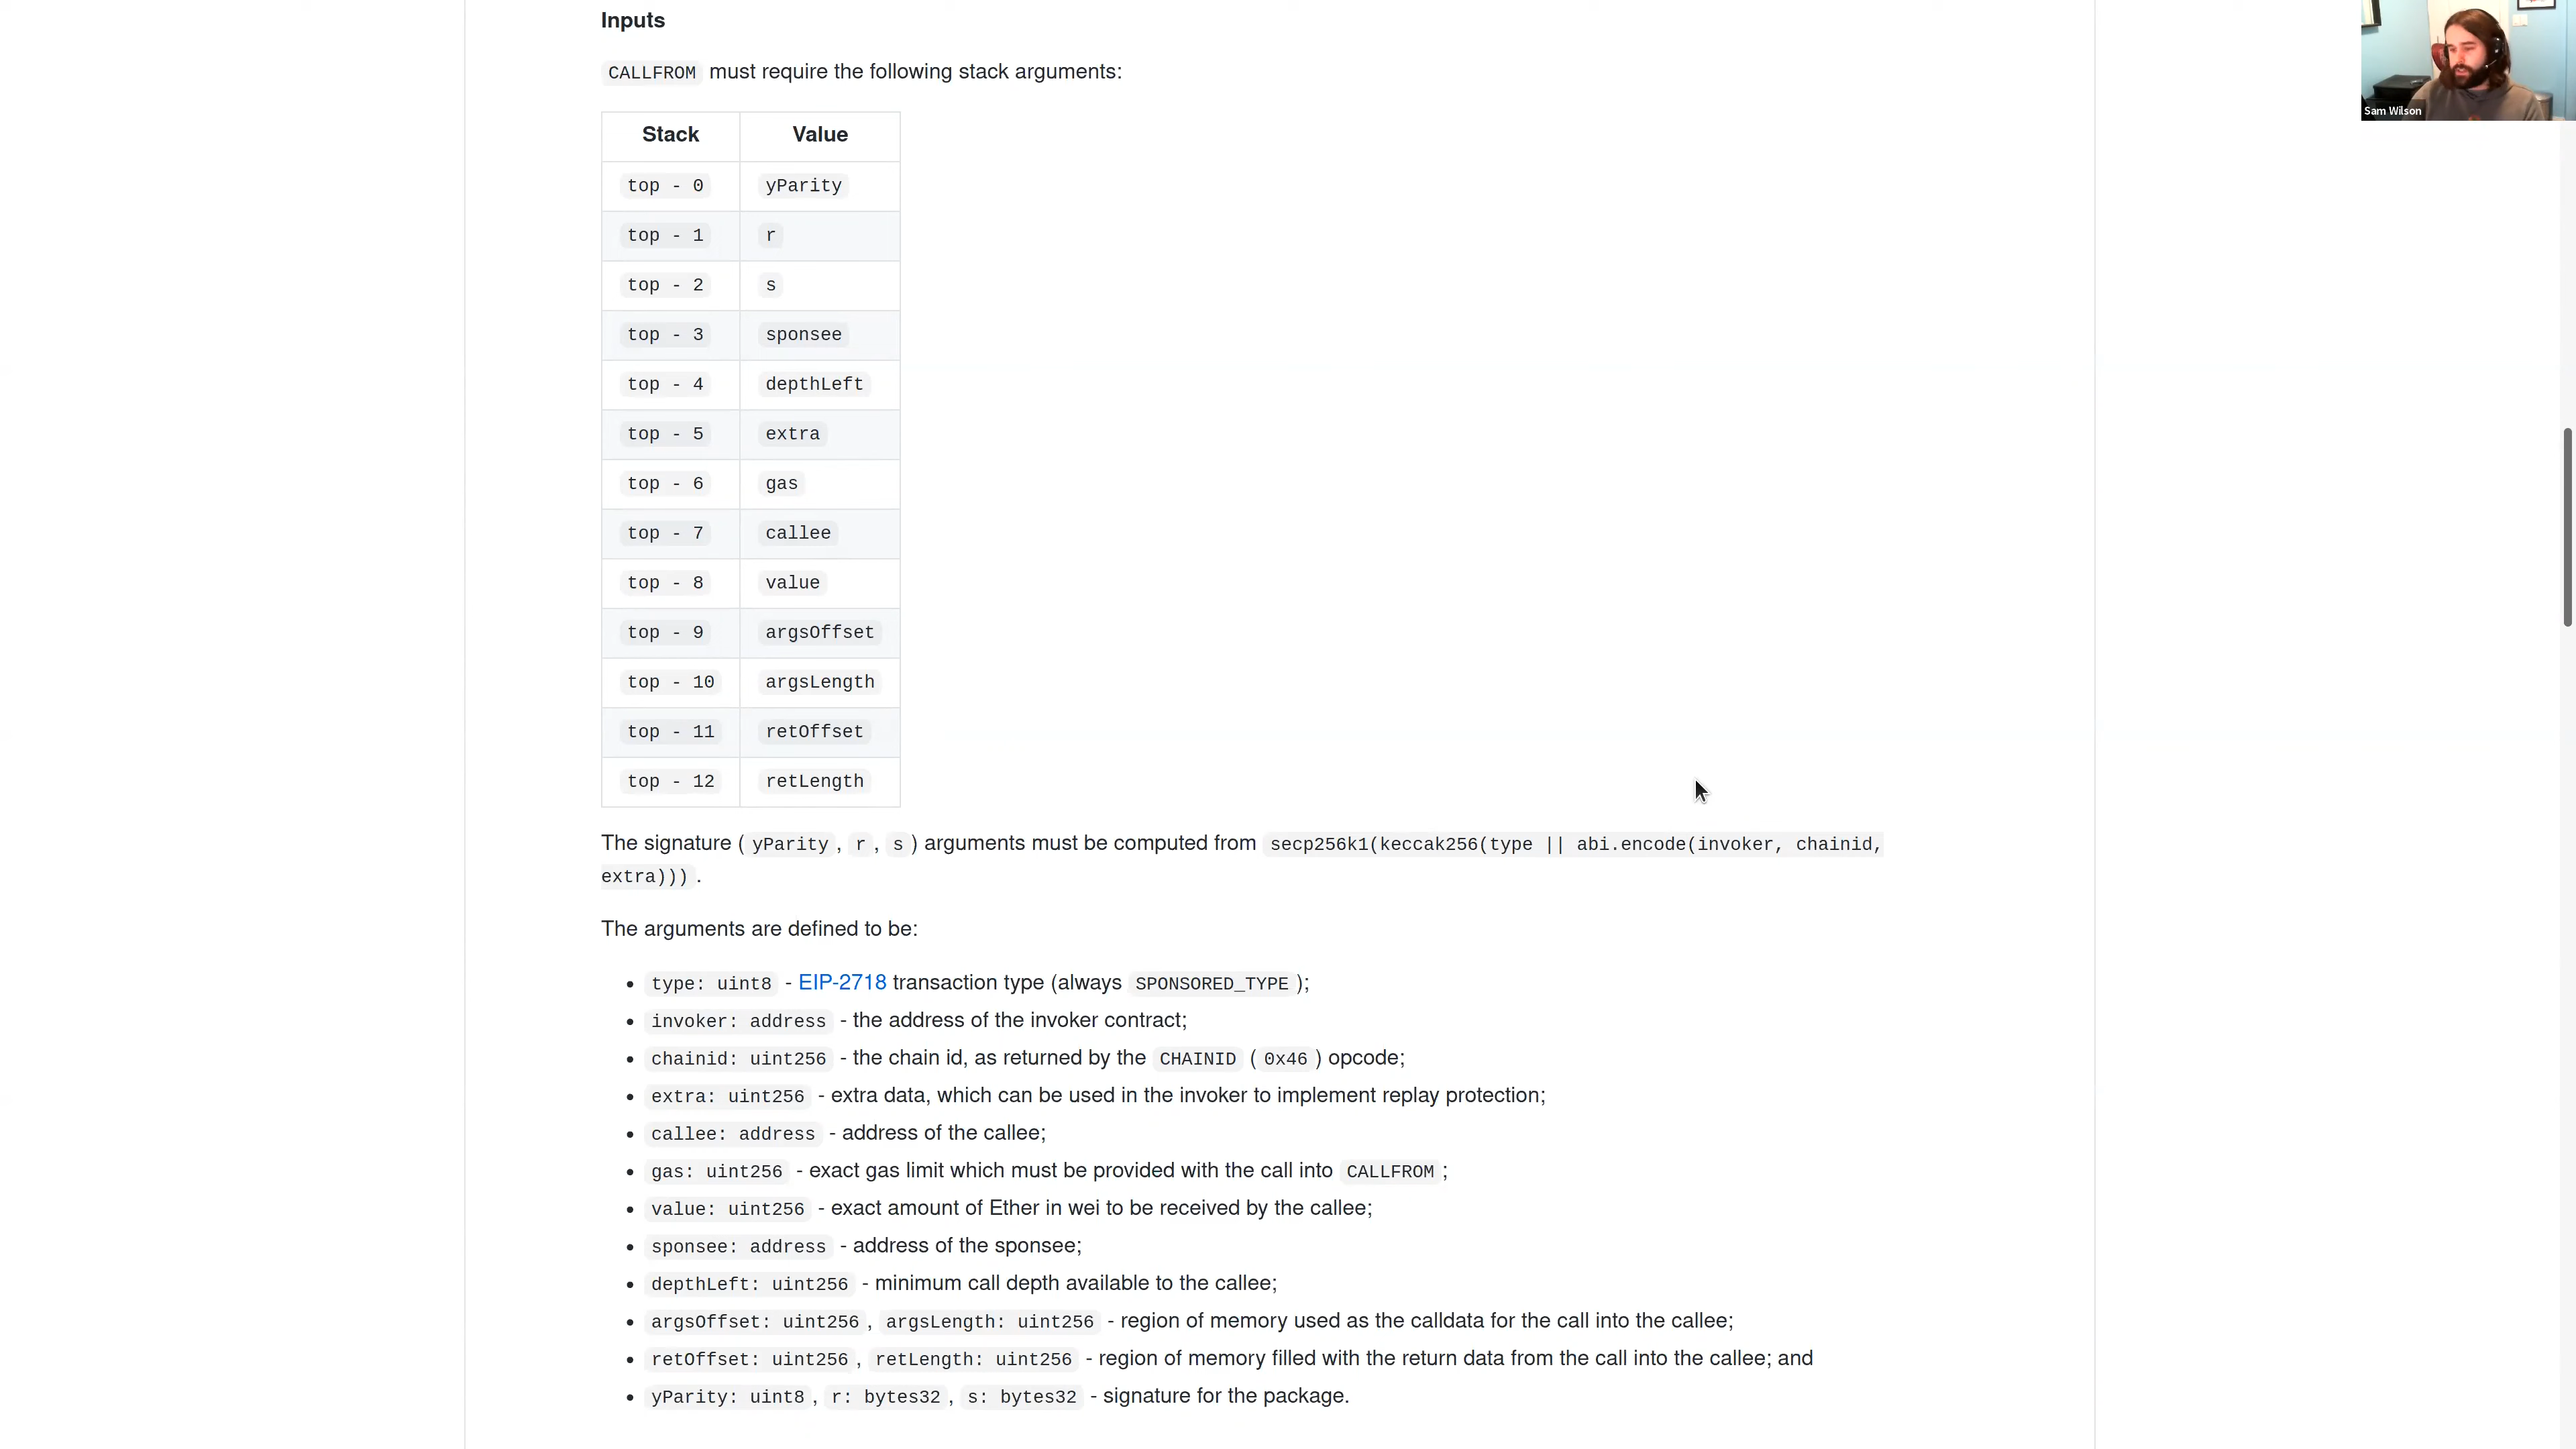 Inputs
Sam Wilson
CALLFROM must require the following stack arguments:
Stack Value
top - 0 yParity
top - 1 r
top - 2 s
top - 3 sponsee
top - 4 depthLeft
top - 5 extra
top - 6 gas
top - 7 callee
top - 8 value
top - 9 argsOffset
top - 10 argsLength
top - 11 retOffset
top - 12 retLength
The signature ( yParity , r , s ) arguments must be computed from secp256k1(keccak256(type || abi.encode(invoker, chainid,
extra))) .
The arguments are defined to be:
• type: uint8 - EIP-2718 transaction type (always SPONSORED_TYPE );
• invoker: address - the address of the invoker contract;
• chainid: uint256 - the chain id, as returned by the CHAINID ( 0x46 ) opcode;
• extra: uint256 - extra data, which can be used in the invoker to implement replay protection;
• callee: address - address of the callee;
• gas: uint256 - exact gas limit which must be provided with the call into CALLFROM ;
• value: uint256 - exact amount of Ether in wei to be received by the callee;
• sponsee: address - address of the sponsee;
• depthLeft: uint256 - minimum call depth available to the callee;
• argsOffset: uint256 , argsLength: uint256 - region of memory used as the calldata for the call into the callee;
• retOffset: uint256 , retLength: uint256 - region of memory filled with the return data from the call into the callee; and
• yParity: uint8 , r: bytes32 , s: bytes32 - signature for the package.